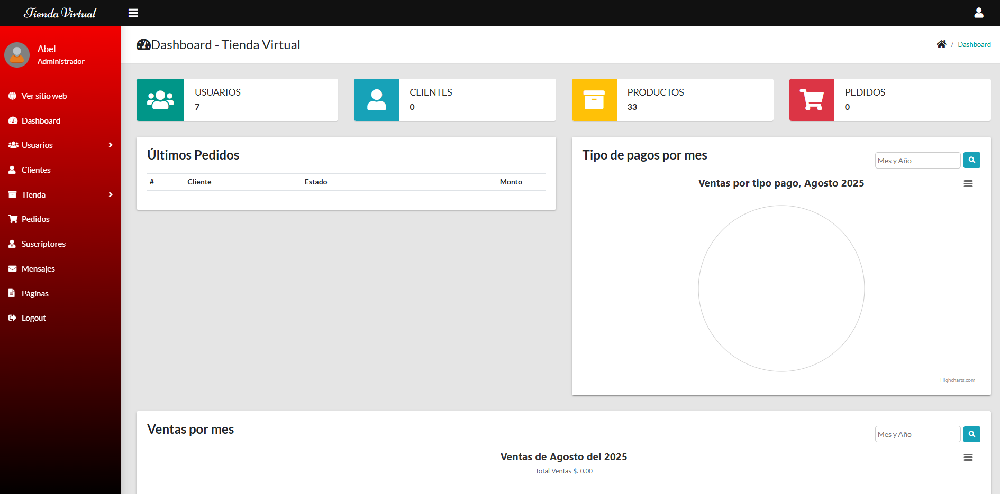 Tienda Virtual
Abel
Administrador
Ver sitio web
Dashboard
Usuarios
Clientes
Tienda
Pedidos
Suscriptores
Mensajes
Páginas
Logout
Dashboard - Tienda Virtual
/ Dashboard
USUARIOS
7
CLIENTES
0
PRODUCTOS
33
PEDIDOS
0
Últimos Pedidos
# Cliente Estado Monto
Tipo de pagos por mes
Mes y Año
Ventas por tipo pago, Agosto 2025
Highcharts.com
Ventas por mes
Mes y Año
Ventas de Agosto del 2025
Total Ventas $. 0.00